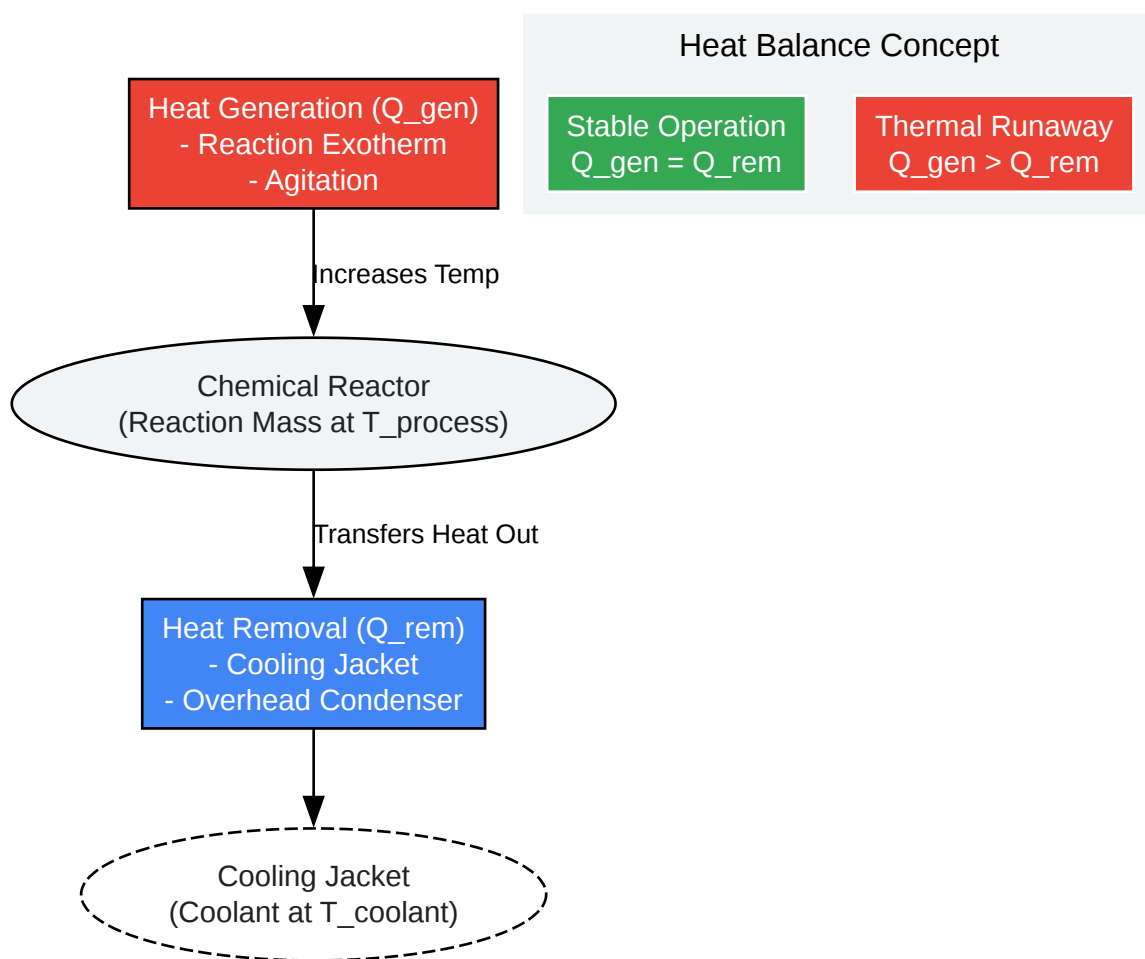 Heat Balance Concept
Heat Generation (Q_gen)
- Reaction Exotherm
- Agitation
Stable Operation
Q_gen = Q_rem
Thermal Runaway
Q_gen > Q_rem
Increases Temp
Chemical Reactor
(Reaction Mass at T_process)
Transfers Heat Out
Heat Removal (Q_rem)
- Cooling Jacket
- Overhead Condenser
Cooling Jacket
(Coolant at T_coolant)